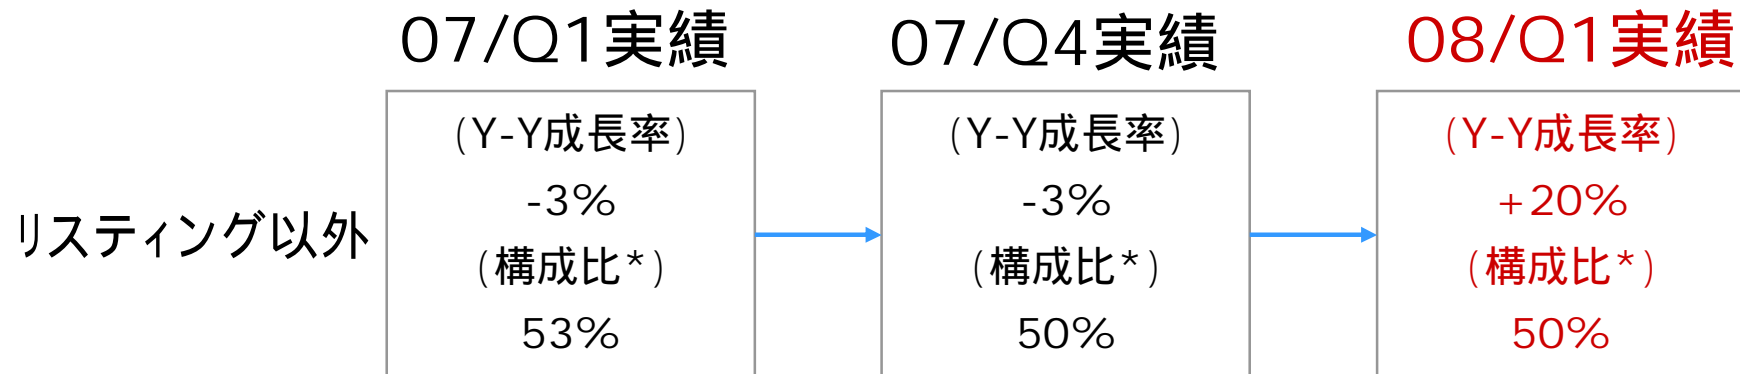 07/Q1実績 07/Q4実績 08/Q1実績
(Y-Y成長率) (Y-Y成長率) (Y-Y成長率)
-3% -3% +20%
リスティング以外
(構成比*) (構成比*) (構成比*)
53% 50% 50%